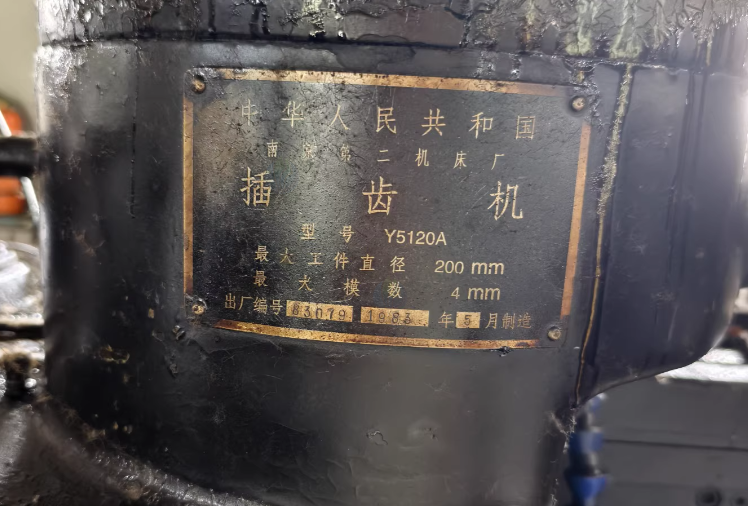 中华人民共和国
南京第二机床厂
插齿机
型号 Y5120A
最大工件直径 200 mm
最大模数 4 mm
出厂编号 83079 1983 年 5 月制造